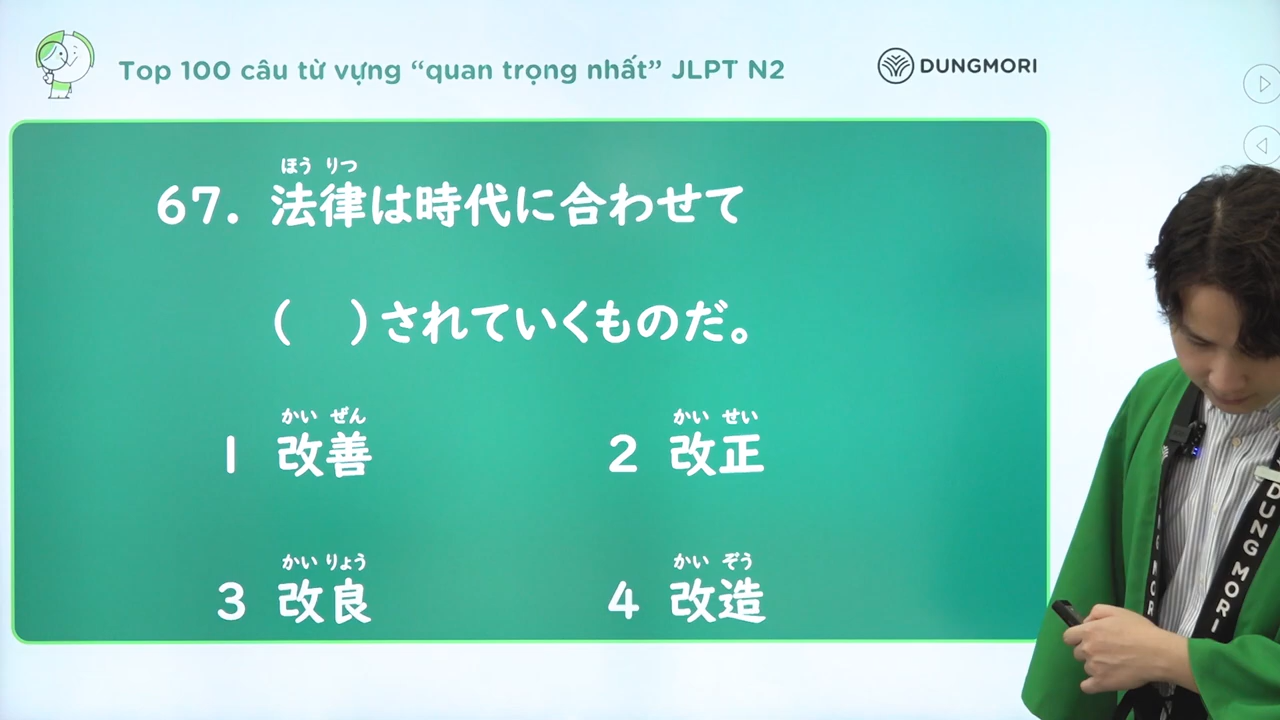 Top 100 câu từ vựng “quan trọng nhất” JLPT N2
DUNGMORI
ほう りつ
67. 法律は時代に合わせて
(　)されていくものだ。
かい ぜん
1 改善
かい せい
2 改正
かい りょう
3 改良
かい ぞう
4 改造
DUNG MORI